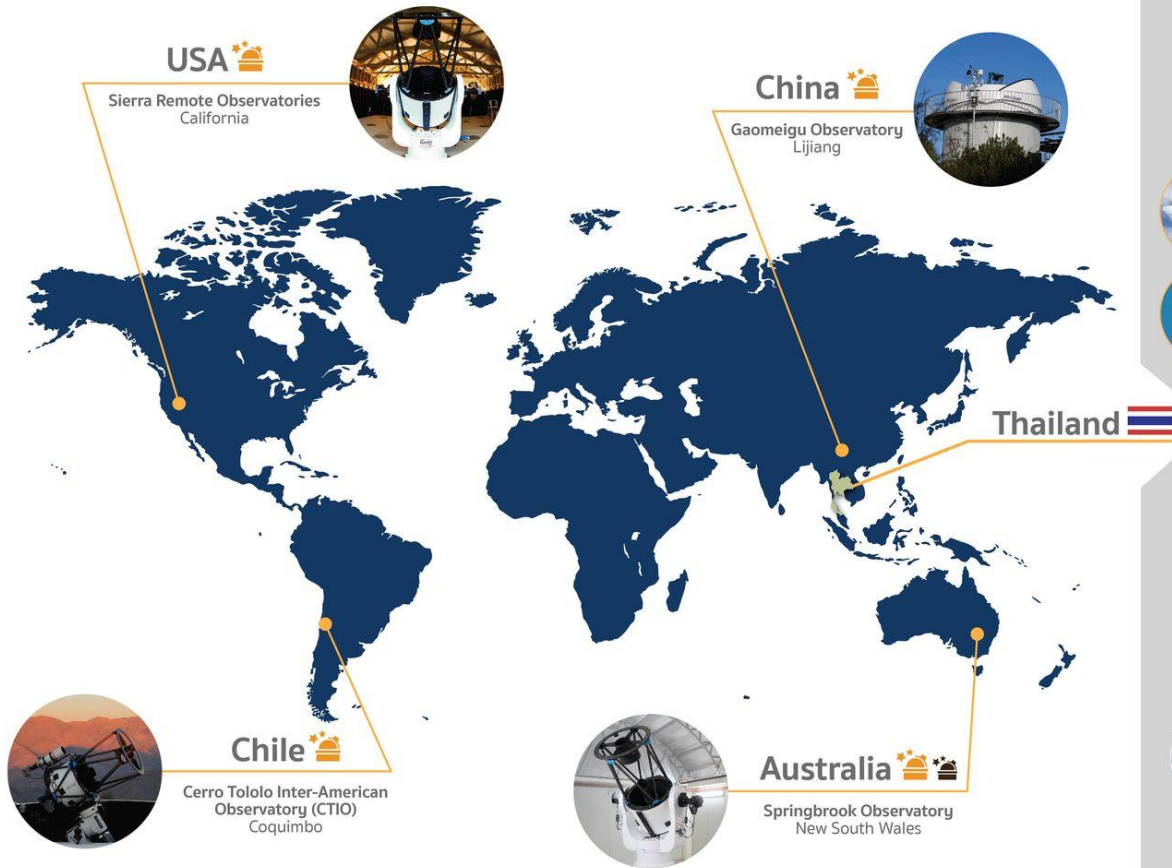 USA
Sierra Remote Observatories
California
China
Gaomeigu Observatory
Lijiang
Thailand
Chile
Cerro Tololo Inter-American
Observatory (CTIO)
Coquimbo
Australia
Springbrook Observatory
New South Wales